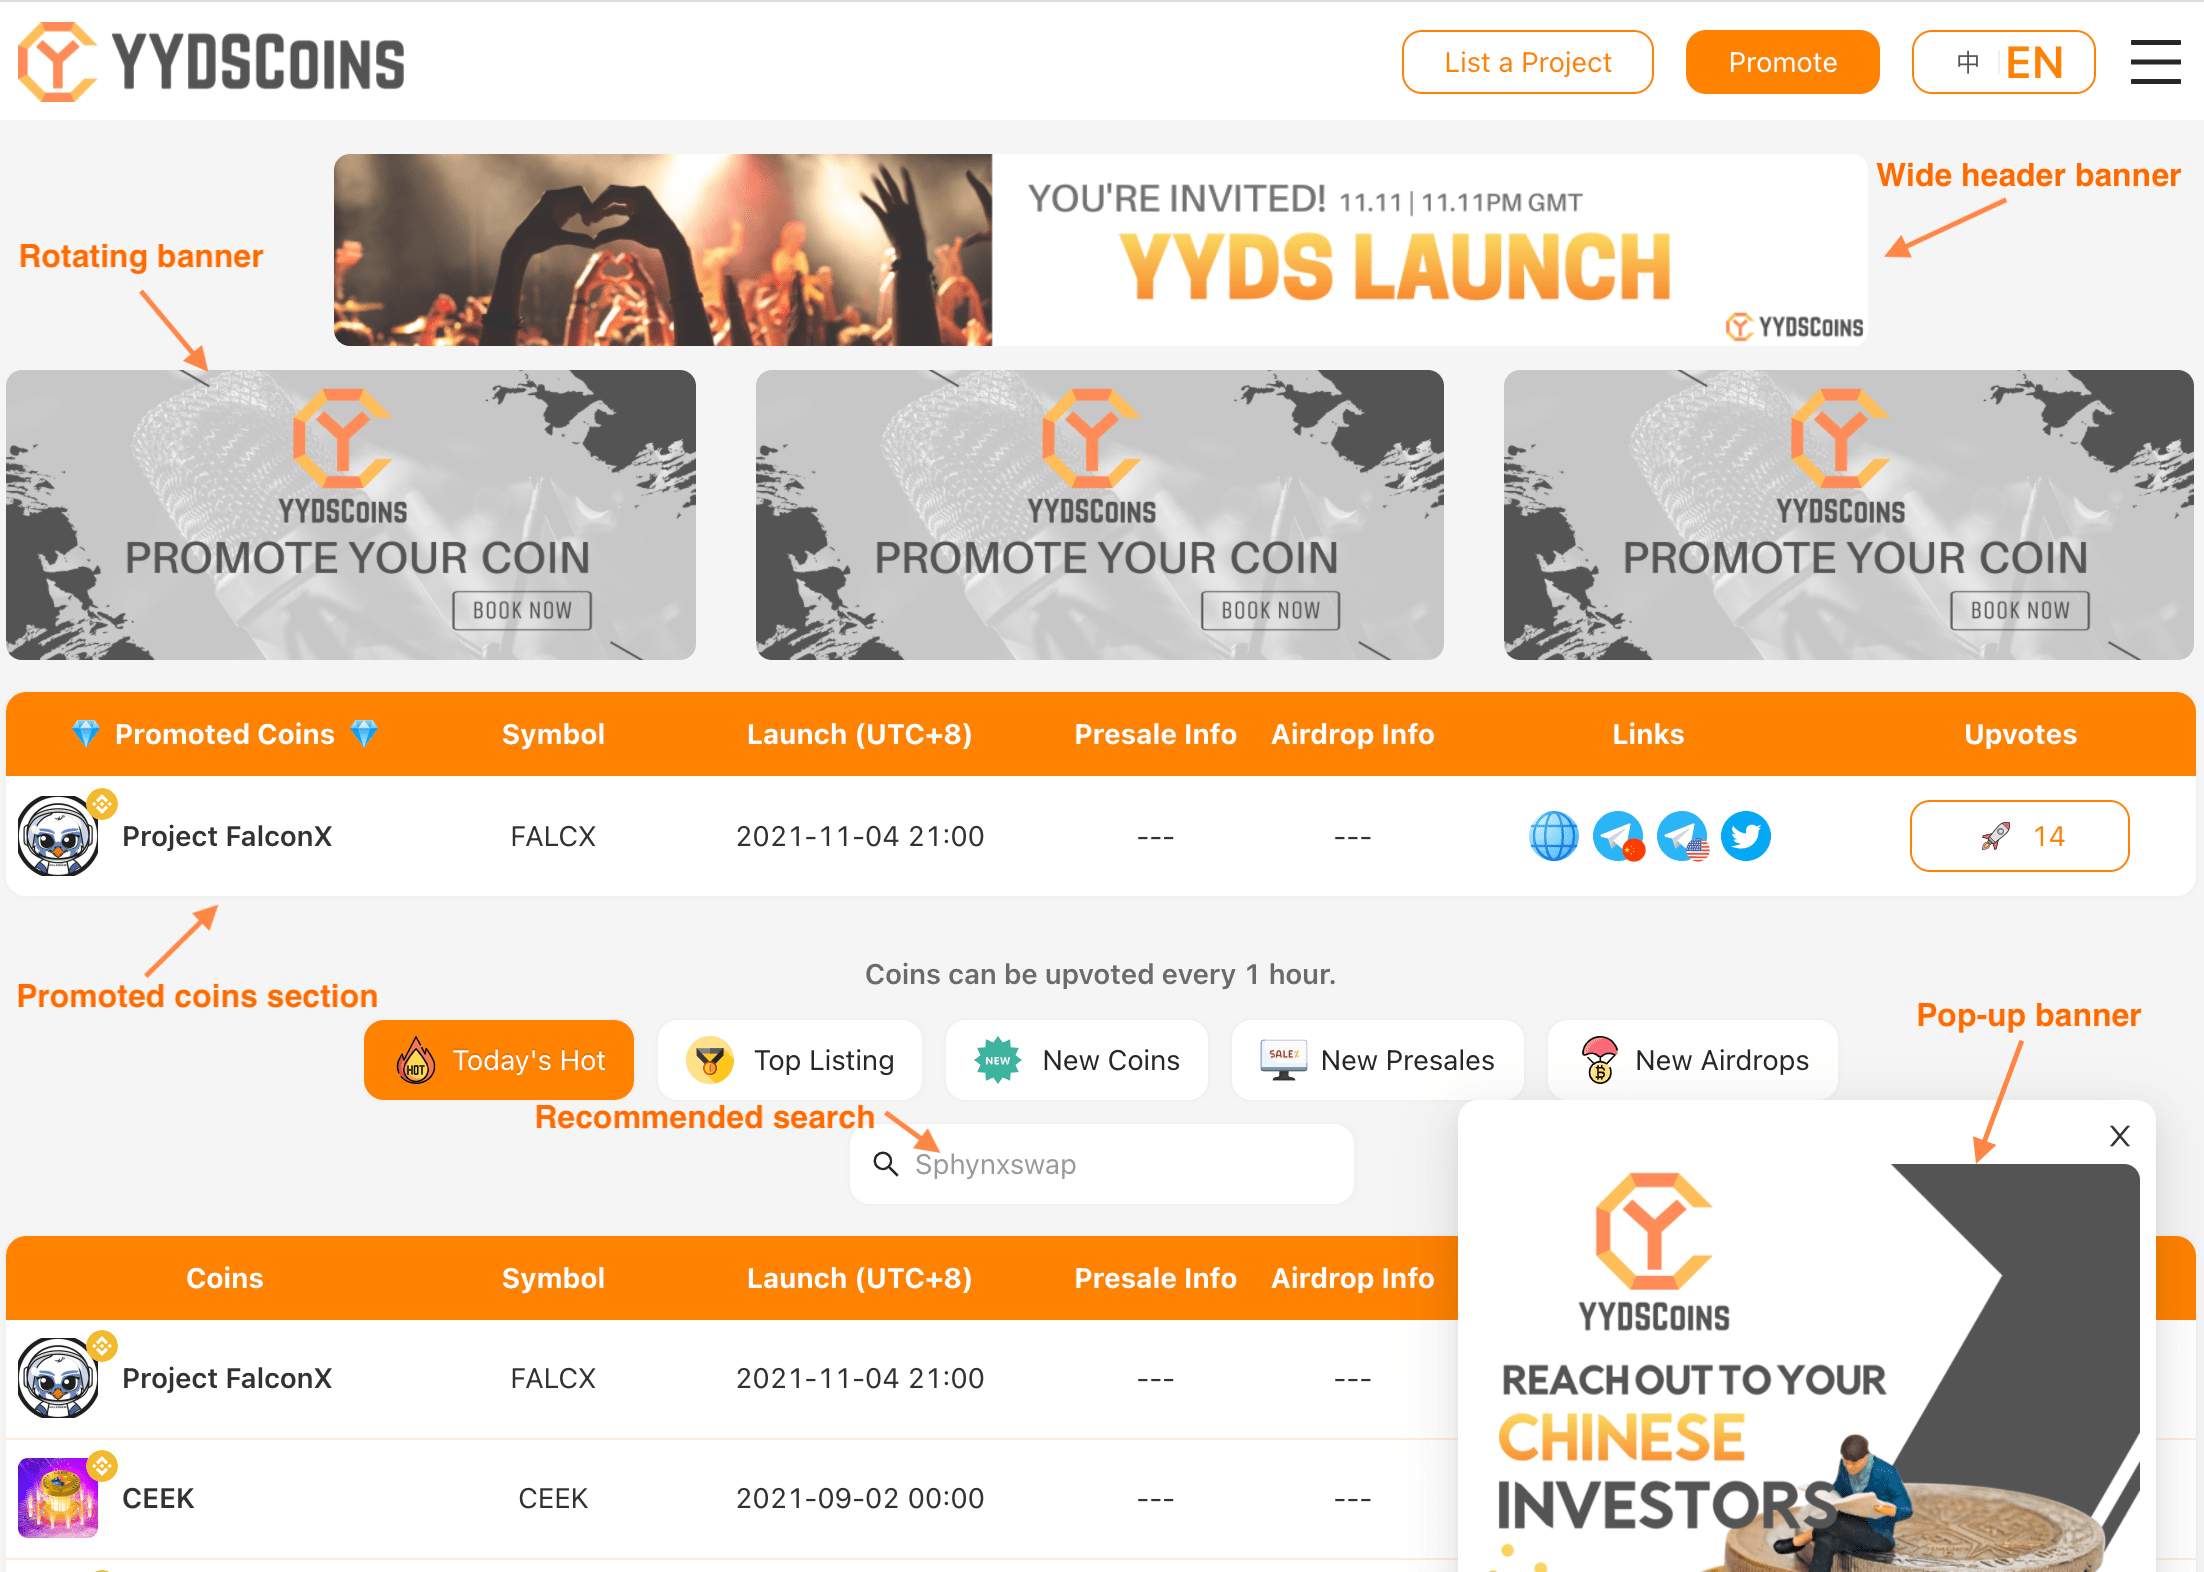 YYDSCOINS
List a Project
Promote
中 EN
Wide header banner
YOU'RE INVITED! 11.11 | 11.11PM GMT
YYDS LAUNCH
YYDSCOINS
Rotating banner
YYDSCOINS
PROMOTE YOUR COIN
BOOK NOW
YYDSCOINS
PROMOTE YOUR COIN
BOOK NOW
YYDSCOINS
PROMOTE YOUR COIN
BOOK NOW
Promoted Coins Symbol Launch (UTC+8) Presale Info Airdrop Info Links Upvotes
Project FalconX FALCX 2021-11-04 21:00 --- --- 14
Promoted coins section
Coins can be upvoted every 1 hour.
Pop-up banner
HOT Today's Hot Top Listing NEW New Coins SALE New Presales New Airdrops
Recommended search
Sphynxswap
X
Coins Symbol Launch (UTC+8) Presale Info Airdrop Info
Project FalconX FALCX 2021-11-04 21:00 --- ---
CEEK CEEK 2021-09-02 00:00 --- ---
YYDSCOINS
REACH OUT TO YOUR
CHINESE
INVESTORS